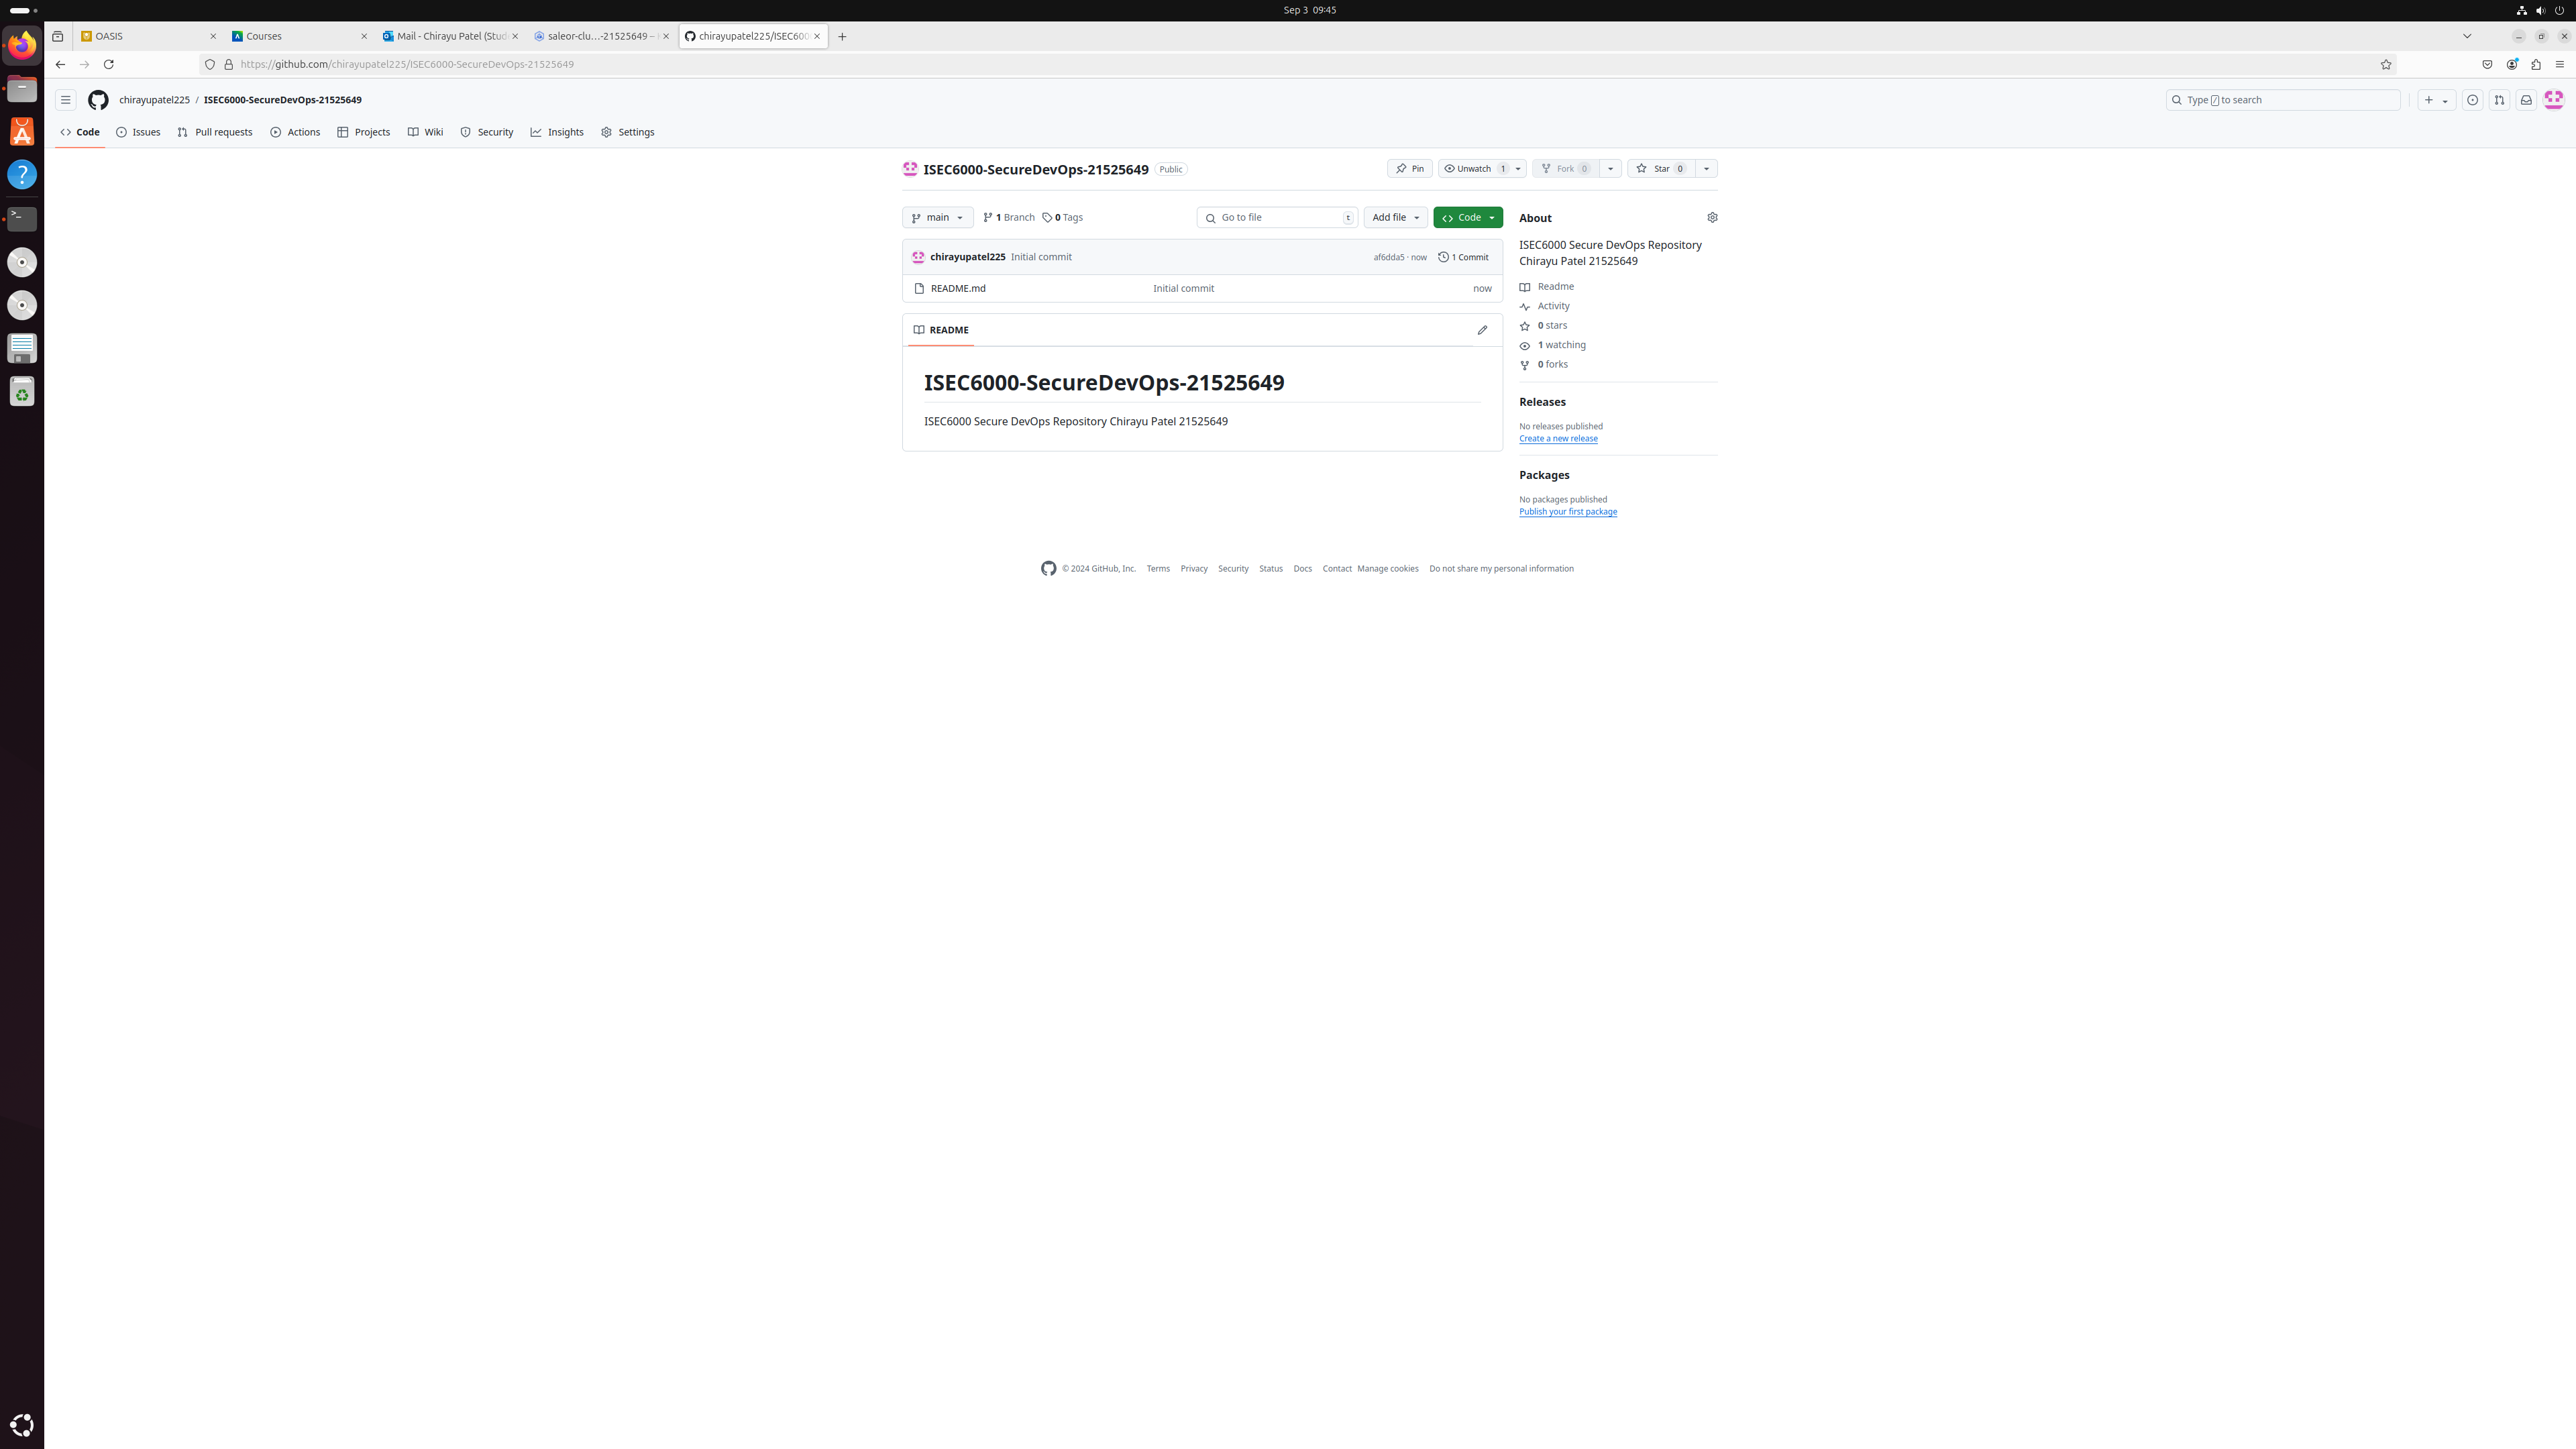 Sep 3 09:45
OASIS
Courses
Mail - Chirayu Patel (Stud
saleor-clu…-21525649 –
chirayupatel225/ISEC600
https://github.com/chirayupatel225/ISEC6000-SecureDevOps-21525649
chirayupatel225 / ISEC6000-SecureDevOps-21525649
Type / to search
Code
Issues
Pull requests
Actions
Projects
Wiki
Security
Insights
Settings
ISEC6000-SecureDevOps-21525649 Public
Pin
Unwatch 1
Fork 0
Star 0
main
1 Branch
0 Tags
Go to file t
Add file
Code
chirayupatel225 Initial commit
af6dda5 · now
1 Commit
README.md
Initial commit
now
README
ISEC6000-SecureDevOps-21525649
ISEC6000 Secure DevOps Repository Chirayu Patel 21525649
About
ISEC6000 Secure DevOps Repository
Chirayu Patel 21525649
Readme
Activity
0 stars
1 watching
0 forks
Releases
No releases published
Create a new release
Packages
No packages published
Publish your first package
© 2024 GitHub, Inc.
Terms
Privacy
Security
Status
Docs
Contact
Manage cookies
Do not share my personal information